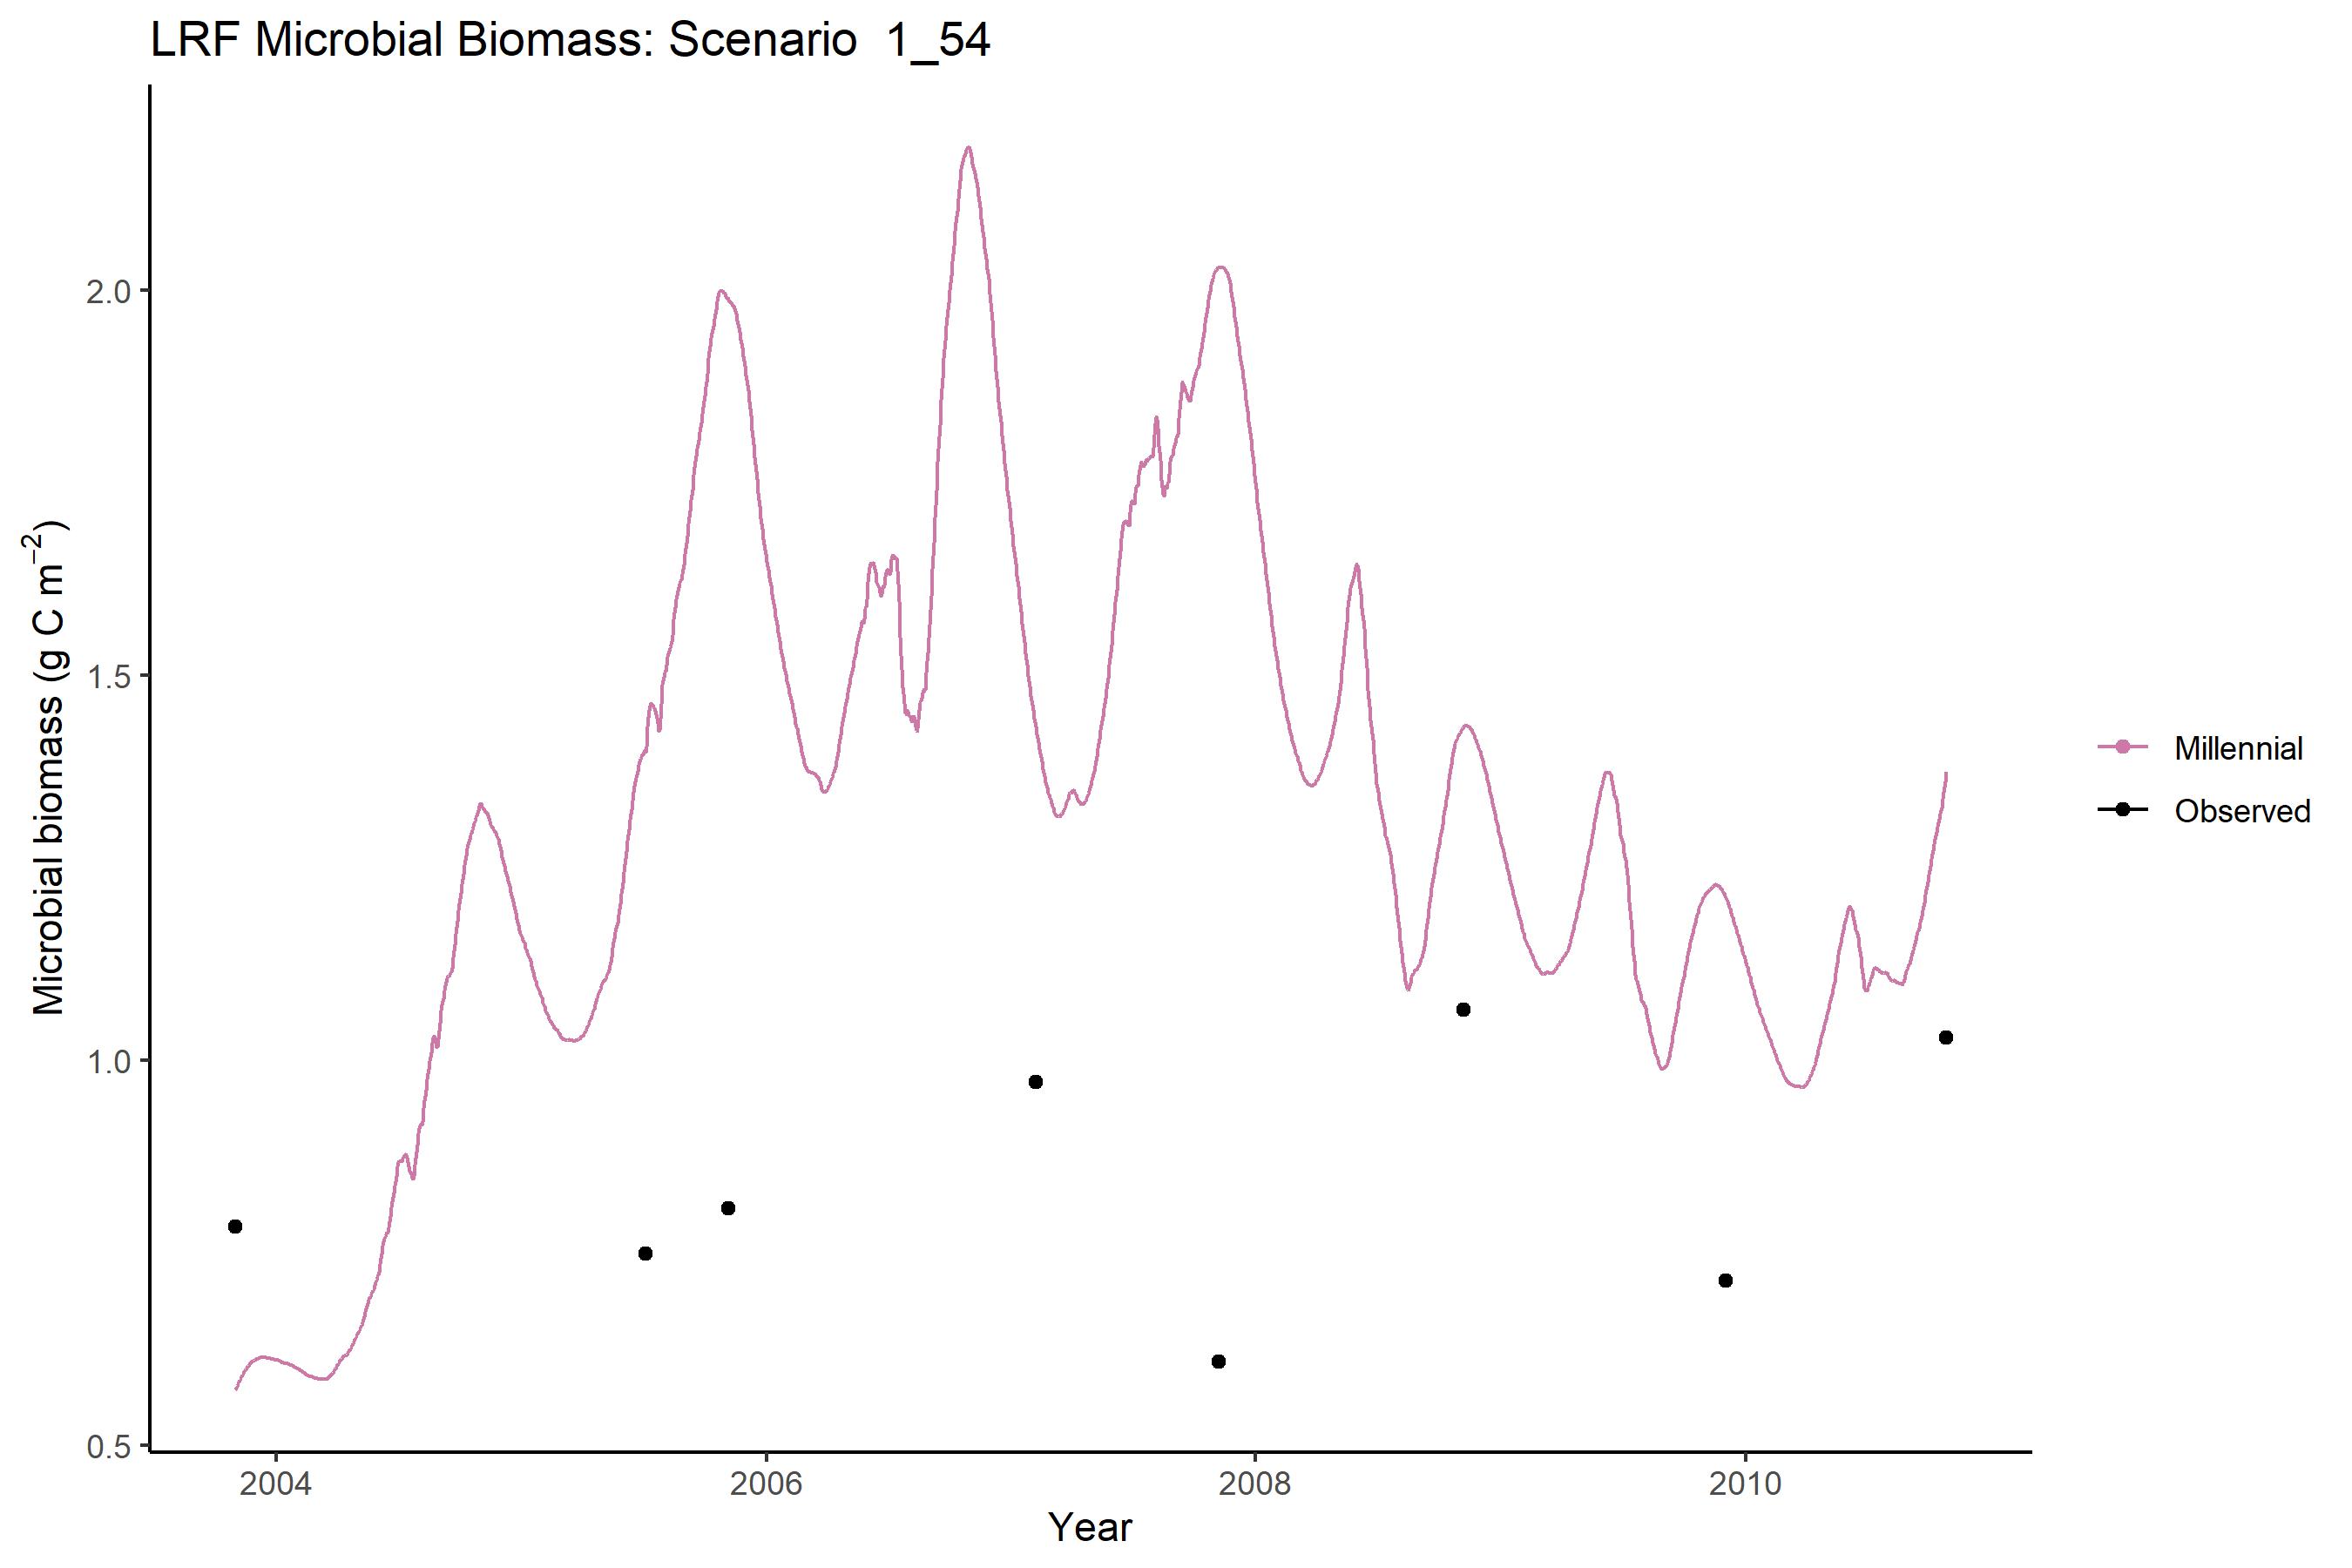 LRF Microbial Biomass: Scenario  1_54
Microbial biomass (g C m⁻²)
2.0
1.5
1.0
0.5
2004
2006
2008
2010
Year
Millennial
Observed